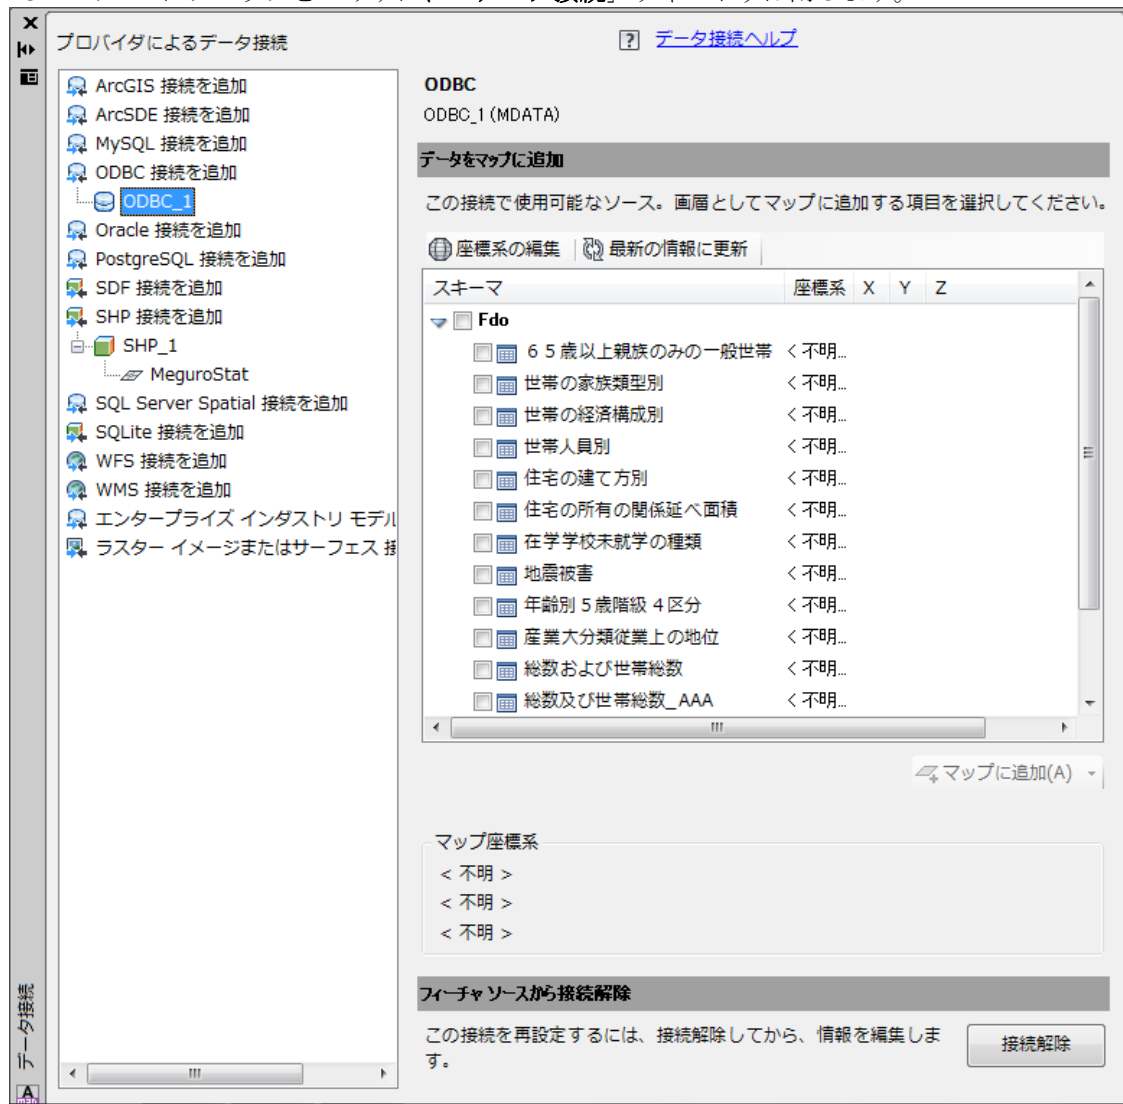 プロバイダによるデータ接続
? データ接続ヘルプ
ArcGIS 接続を追加
ArcSDE 接続を追加
MySQL 接続を追加
ODBC 接続を追加
ODBC_1
Oracle 接続を追加
PostgreSQL 接続を追加
SDF 接続を追加
SHP 接続を追加
SHP_1
MeguroStat
SQL Server Spatial 接続を追加
SQLite 接続を追加
WFS 接続を追加
WMS 接続を追加
エンタープライズ インダストリ モデル
ラスター イメージまたはサーフェス 接
ODBC
ODBC_1 (MDATA)
データをマップに追加
この接続で使用可能なソース。画層としてマップに追加する項目を選択してください。
座標系の編集 最新の情報に更新
スキーマ 座標系 X Y Z
Fdo
６５歳以上親族のみの一般世帯 < 不明...
世帯の家族類型別 < 不明...
世帯の経済構成別 < 不明...
世帯人員別 < 不明...
住宅の建て方別 < 不明...
住宅の所有の関係延べ面積 < 不明...
在学学校未就学の種類 < 不明...
地震被害 < 不明...
年齢別５歳階級４区分 < 不明...
産業大分類従業上の地位 < 不明...
総数および世帯総数 < 不明...
総数及び世帯総数_AAA < 不明...
マップに追加(A)
マップ座標系
< 不明 >
< 不明 >
< 不明 >
フィーチャ ソースから接続解除
この接続を再設定するには、接続解除してから、情報を編集しま
す。
接続解除
データ接続